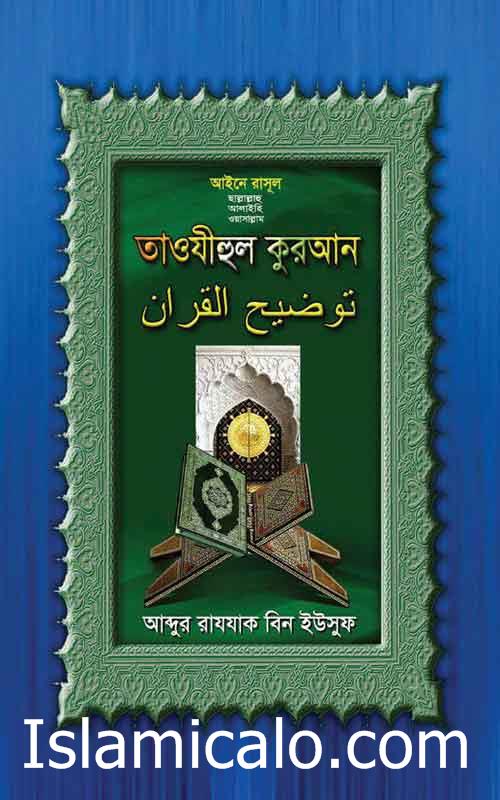 আইনে রাসূল
ছাল্লাল্লাহু
আলাইহি
ওয়াসাল্লাম
তাওযীহুল কুরআন
توضيح القران
আব্দুর রাযযাক বিন ইউসুফ
Islamicalo.com